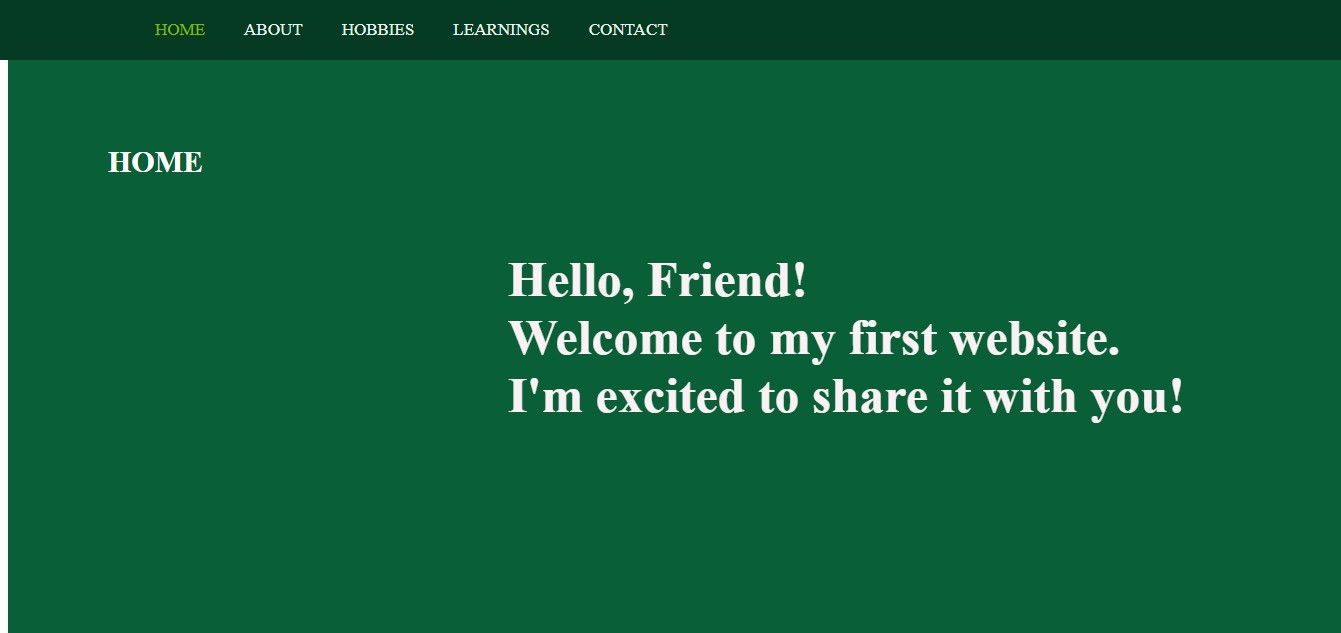 HOME ABOUT HOBBIES LEARNINGS CONTACT
HOME
Hello, Friend!
Welcome to my first website.
I'm excited to share it with you!